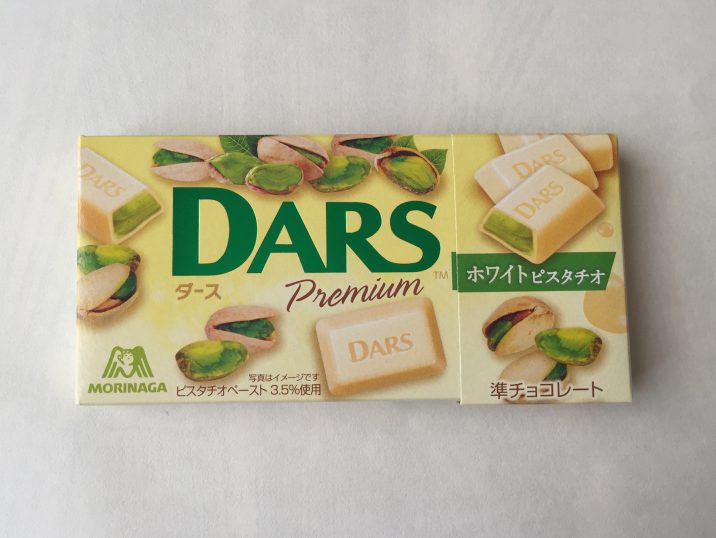 DARS
DARS
TM
ダース
Premium
DARS
MORINAGA
写真はイメージです
ピスタチオペースト 3.5%使用
DARS
DARS
ホワイトピスタチオ
準チョコレート